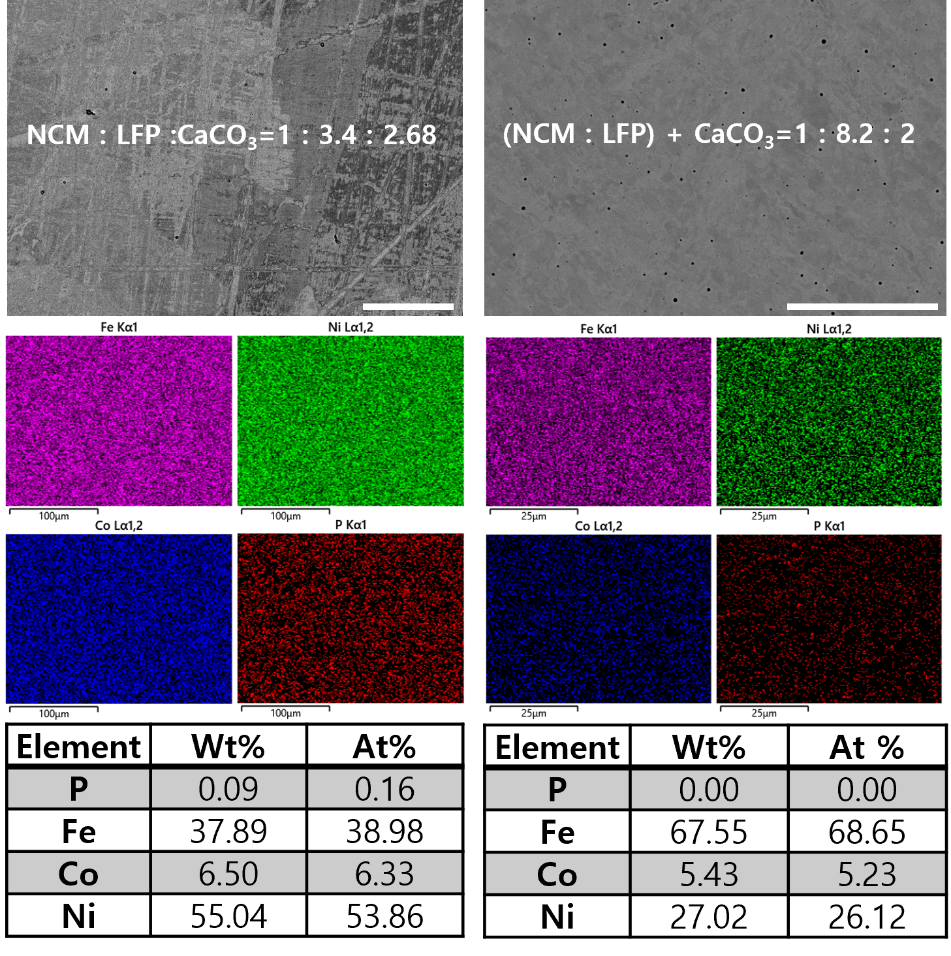 NCM : LFP :CaCO₃=1 : 3.4 : 2.68
(NCM : LFP) + CaCO₃=1 : 8.2 : 2
Fe Kα1
Ni Lα1,2
100μm
100μm
Co Lα1,2
P Kα1
100μm
100μm
Fe Kα1
Ni Lα1,2
25μm
25μm
Co Lα1,2
P Kα1
25μm
25μm
Element Wt% At%
P 0.09 0.16
Fe 37.89 38.98
Co 6.50 6.33
Ni 55.04 53.86
Element Wt% At %
P 0.00 0.00
Fe 67.55 68.65
Co 5.43 5.23
Ni 27.02 26.12